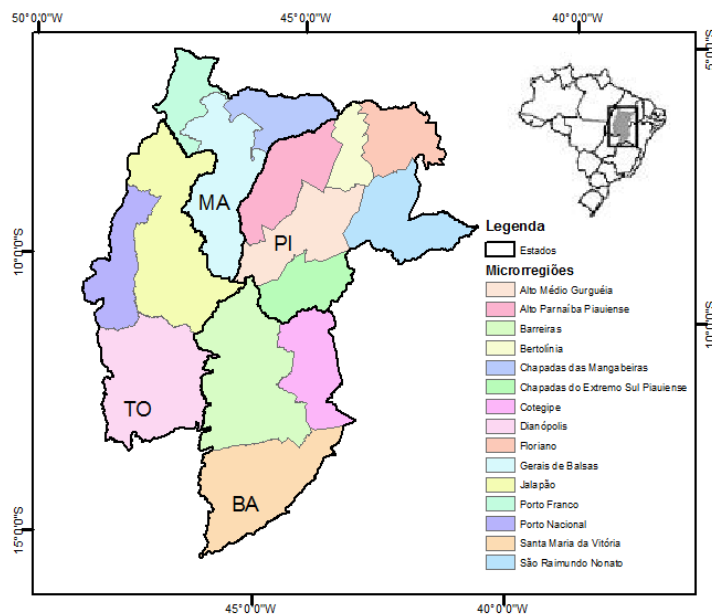 50°0'0"W
45°0'0"W
40°0'0"W
5°0'0"S
MA
PI
10°0'0"S
10°0'0"S
TO
BA
15°0'0"S
45°0'0"W
40°0'0"W
Legenda
Estados
Microrregiões
Alto Médio Gurguéia
Alto Parnaíba Piauiense
Barreiras
Bertolínia
Chapadas das Mangabeiras
Chapadas do Extremo Sul Piauiense
Cotegipe
Dianópolis
Floriano
Gerais de Balsas
Jalapão
Porto Franco
Porto Nacional
Santa Maria da Vitória
São Raimundo Nonato